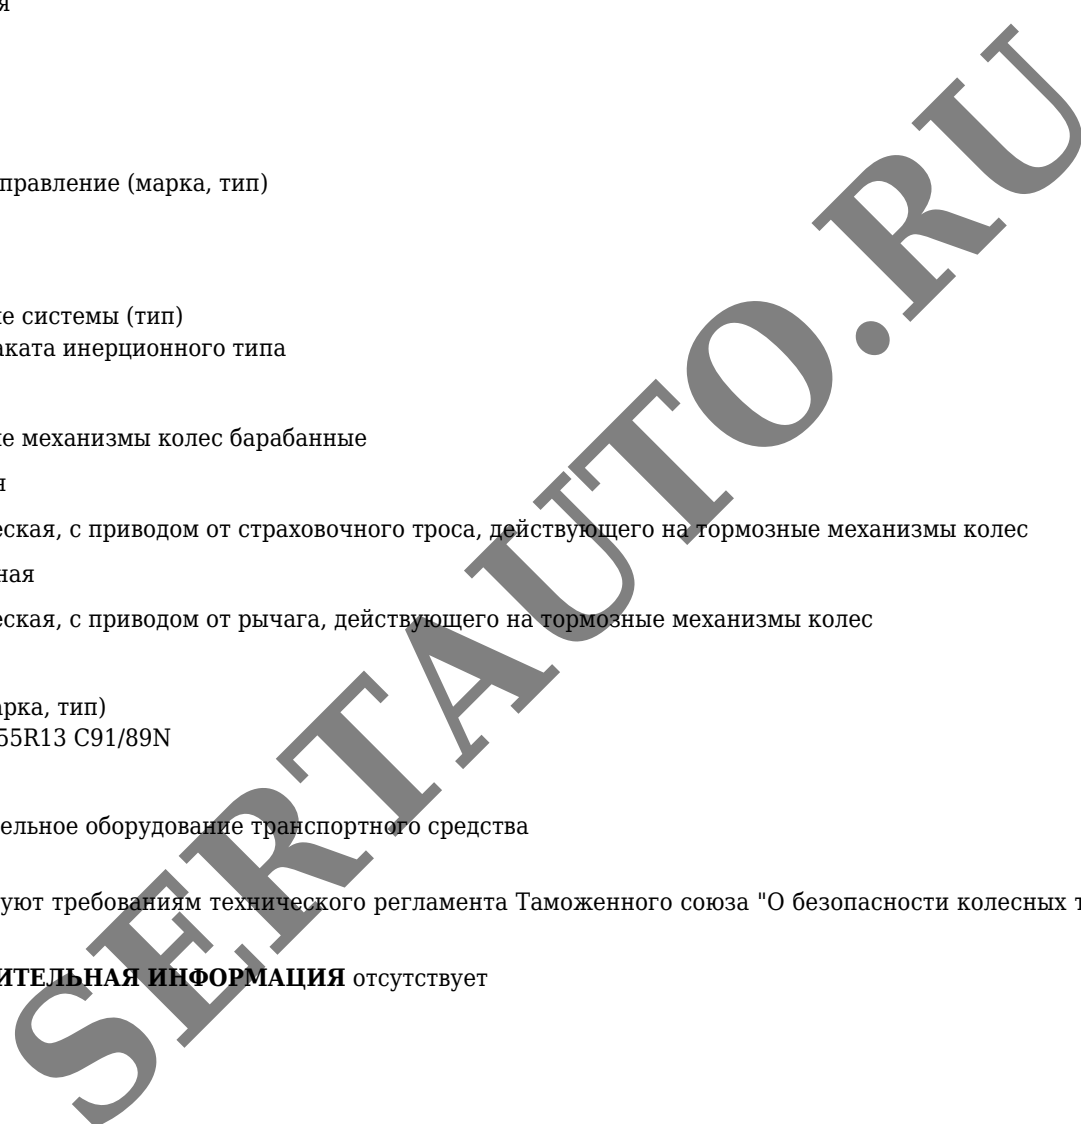 я
правление (марка, тип)
е системы (тип)
аката инерционного типа
е механизмы колес барабанные
я
еская, с приводом от страховочного троса, действующего на тормозные механизмы колес
ная
еская, с приводом от рычага, действующего на тормозные механизмы колес
арка, тип)
55R13 C91/89N
ельное оборудование транспортного средства
уют требованиям технического регламента Таможенного союза "О безопасности колесных т
ИТЕЛЬНАЯ ИНФОРМАЦИЯ отсутствует
SERTAUTO.RU